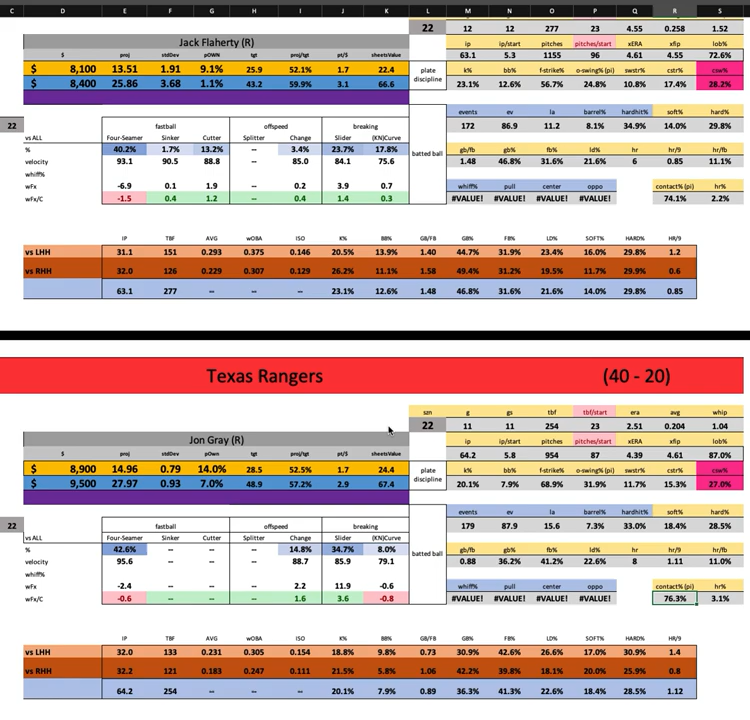 C D E F G H I J K L M N O P Q R S
22 12 12 277 23 4.55 0.258 1.52
Jack Flaherty (R) ip ip/start pitches pitches/start xERA xfip lob%
63.1 5.3 1155 96 4.61 4.55 72.6%
$ proj stdDev pOWN tgt proj/tgt pt/$ sheetsValue
plate discipline k% bb% f-strike% o-swing% (pi) swstr% cstr% csw%
$ 8,100 13.51 1.91 9.1% 25.9 52.1% 1.7 22.4
$ 8,400 25.86 3.68 1.1% 43.2 59.9% 3.1 66.6 23.1% 12.6% 56.7% 24.8% 10.8% 17.4% 28.2%
events ev la barrel% hardhit% soft% hard%
22 fastball offspeed breaking 172 86.9 11.2 8.1% 34.9% 14.0% 29.8%
vs ALL Four-Seamer Sinker Cutter Splitter Change Slider (KN)Curve
% 40.2% 1.7% 13.2% -- 3.4% 23.7% 17.8% batted ball gb/fb gb% fb% ld% hr hr/9 hr/fb
velocity 93.1 90.5 88.8 85.0 84.1 75.6 1.48 46.8% 31.6% 21.6% 6 0.85 11.1%
whiff%
wFx -6.9 0.1 1.9 0.2 3.9 0.7 whiff% pull center oppo contact% (pi) hr%
wFx/C -1.5 0.4 1.2 0.4 1.4 0.3 #VALUE! #VALUE! #VALUE! #VALUE! 74.1% 2.2%
IP TBF AVG wOBA ISO K% BB% GB/FB GB% FB% LD% SOFT% HARD% HR/9
vs LHH 31.1 151 0.293 0.375 0.146 20.5% 13.9% 1.40 44.7% 31.9% 23.4% 16.0% 29.8% 1.2
vs RHH 32.0 126 0.229 0.307 0.129 26.2% 11.1% 1.58 49.4% 31.2% 19.5% 11.7% 29.9% 0.6
63.1 277 -- -- 23.1% 12.6% 1.48 46.8% 31.6% 21.6% 14.0% 29.8% 0.85
Texas Rangers (40 - 20)
szn g gs tbf tbf/start era avg whip
22 11 11 254 23 2.51 0.204 1.04
Jon Gray (R) ip ip/start pitches pitches/start xERA xfip lob%
$ proj stdDev pOwn tgt proj/tgt pt/$ sheetsValue 64.2 5.8 954 87 4.39 4.61 87.0%
$ 8,900 14.96 0.79 14.0% 28.5 52.5% 1.7 24.4 plate discipline k% bb% f-strike% o-swing% (pi) swstr% cstr% csw%
$ 9,500 27.97 0.93 7.0% 48.9 57.2% 2.9 67.4 20.1% 7.9% 68.9% 31.9% 11.7% 15.3% 27.0%
events ev la barrel% hardhit% soft% hard%
22 fastball offspeed breaking 179 87.9 15.6 7.3% 33.0% 18.4% 28.5%
vs ALL Four-Seamer Sinker Cutter Splitter Change Slider (KN)Curve
% 42.6% -- -- -- 14.8% 34.7% 8.0% batted ball gb/fb gb% fb% ld% hr hr/9 hr/fb
velocity 95.6 -- -- -- 88.7 85.9 79.1 0.88 36.2% 41.2% 22.6% 8 1.11 11.0%
whiff%
wFx -2.4 -- -- -- 2.2 11.9 -0.6 whiff% pull center oppo contact% (pi) hr%
wFx/C -0.6 -- -- -- 1.6 3.6 -0.8 #VALUE! #VALUE! #VALUE! #VALUE! 76.3% 3.1%
IP TBF AVG wOBA ISO K% BB% GB/FB GB% FB% LD% SOFT% HARD% HR/9
vs LHH 32.0 133 0.231 0.305 0.154 18.8% 9.8% 0.73 30.9% 42.6% 26.6% 17.0% 30.9% 1.4
vs RHH 32.2 121 0.183 0.247 0.111 21.5% 5.8% 1.06 42.2% 39.8% 18.1% 20.0% 25.9% 0.8
64.2 254 -- -- 20.1% 7.9% 0.89 36.3% 41.3% 22.6% 18.4% 28.5% 1.12